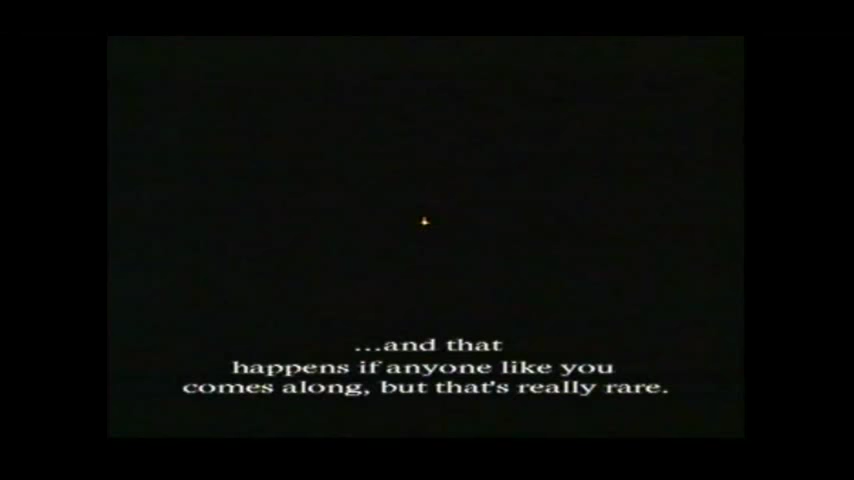 ...and that
happens if anyone like you
comes along, but that's really rare.